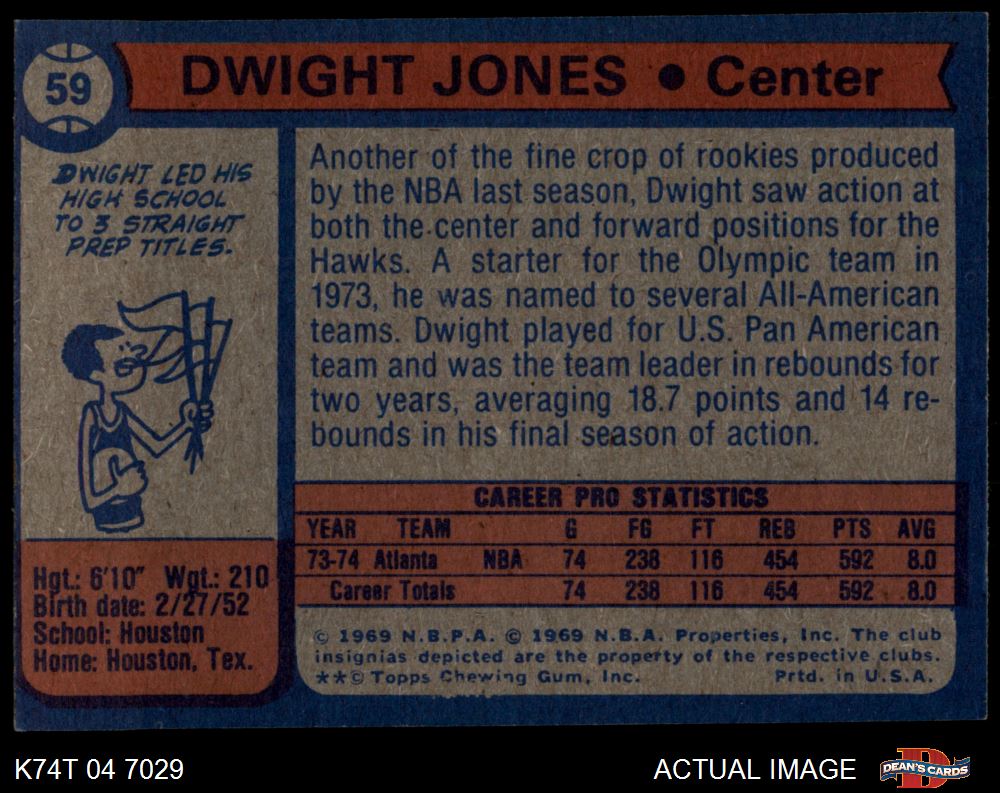 59
DWIGHT JONES • Center
DWIGHT LED HIS
HIGH SCHOOL
TO 3 STRAIGHT
PREP TITLES.
Another of the fine crop of rookies produced
by the NBA last season, Dwight saw action at
both the center and forward positions for the
Hawks. A starter for the Olympic team in
1973, he was named to several All-American
teams. Dwight played for U.S. Pan American
team and was the team leader in rebounds for
two years, averaging 18.7 points and 14 re-
bounds in his final season of action.
CAREER PRO STATISTICS
YEAR TEAM G FG FT REB PTS AVG
73-74 Atlanta NBA 74 238 116 454 592 8.0
Career Totals 74 238 116 454 592 8.0
Hgt.: 6'10" Wgt.: 210
Birth date: 2/27/52
School: Houston
Home: Houston, Tex.
© 1969 N.B.P.A. © 1969 N.B.A. Properties, Inc. The club
insignias depicted are the property of the respective clubs.
**© Topps Chewing Gum, Inc. Prtd. in U.S.A.
K74T 04 7029
ACTUAL IMAGE
D
DEAN'S CARDS